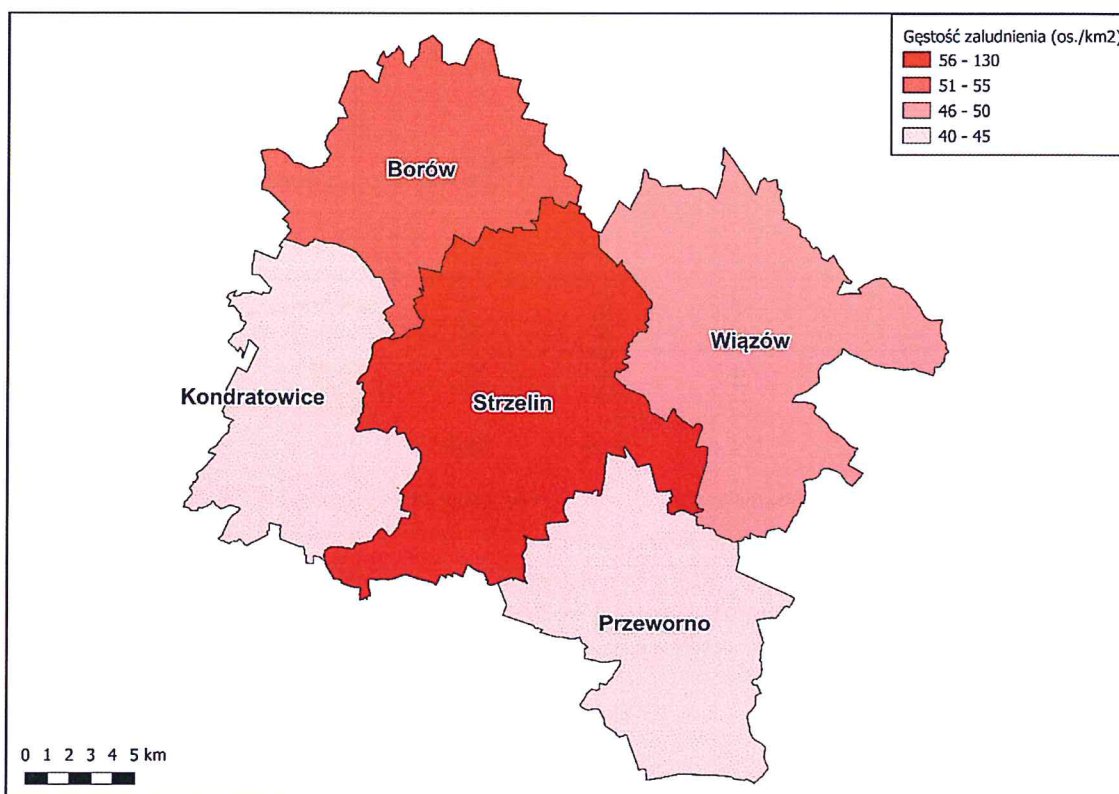 Gęstość zaludnienia (os./km2)
56 - 130
51 - 55
46 - 50
40 - 45
Borów
Wiązów
Kondratowice
Strzelin
Przeworno
0 1 2 3 4 5 km